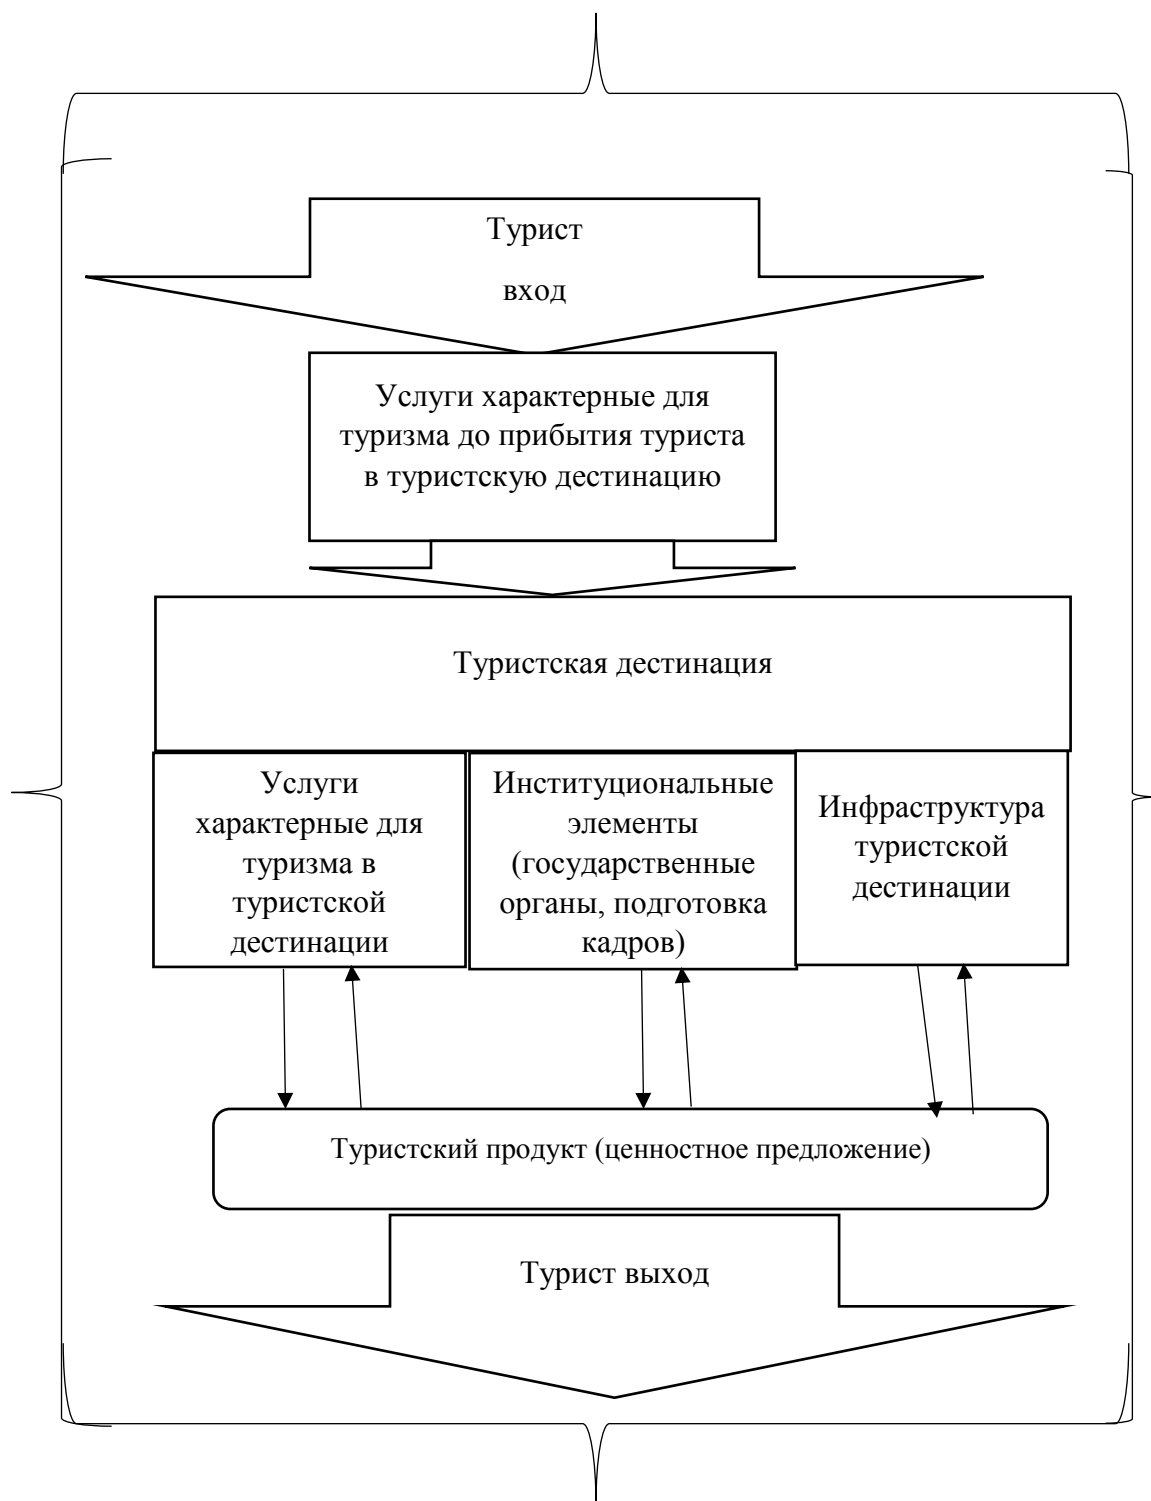 Турист
вход
Услуги характерные для
туризма до прибытия туриста
в туристскую дестинацию
Туристская дестинация
Услуги
характерные для
туризма в
туристской
дестинации
Институциональные
элементы
(государственные
органы, подготовка
кадров)
Инфраструктура
туристской
дестинации
Туристский продукт (ценностное предложение)
Турист выход